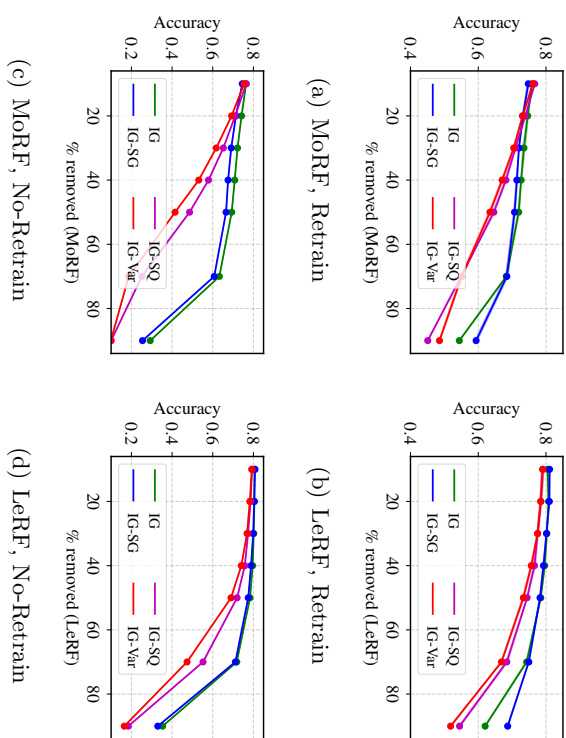 Accuracy
0.8
0.6
0.4
IG IG-SQ
IG-SG IG-Var
20 40 60 80
% removed (MoRF)
(a) MoRF, Retrain
Accuracy
0.8
0.6
0.4
IG IG-SQ
IG-SG IG-Var
20 40 60 80
% removed (LeRF)
(b) LeRF, Retrain
Accuracy
0.8
0.6
0.4
0.2
IG IG-SQ
IG-SG IG-Var
20 40 60 80
% removed (MoRF)
(c) MoRF, No-Retrain
Accuracy
0.8
0.6
0.4
0.2
IG IG-SQ
IG-SG IG-Var
20 40 60 80
% removed (LeRF)
(d) LeRF, No-Retrain